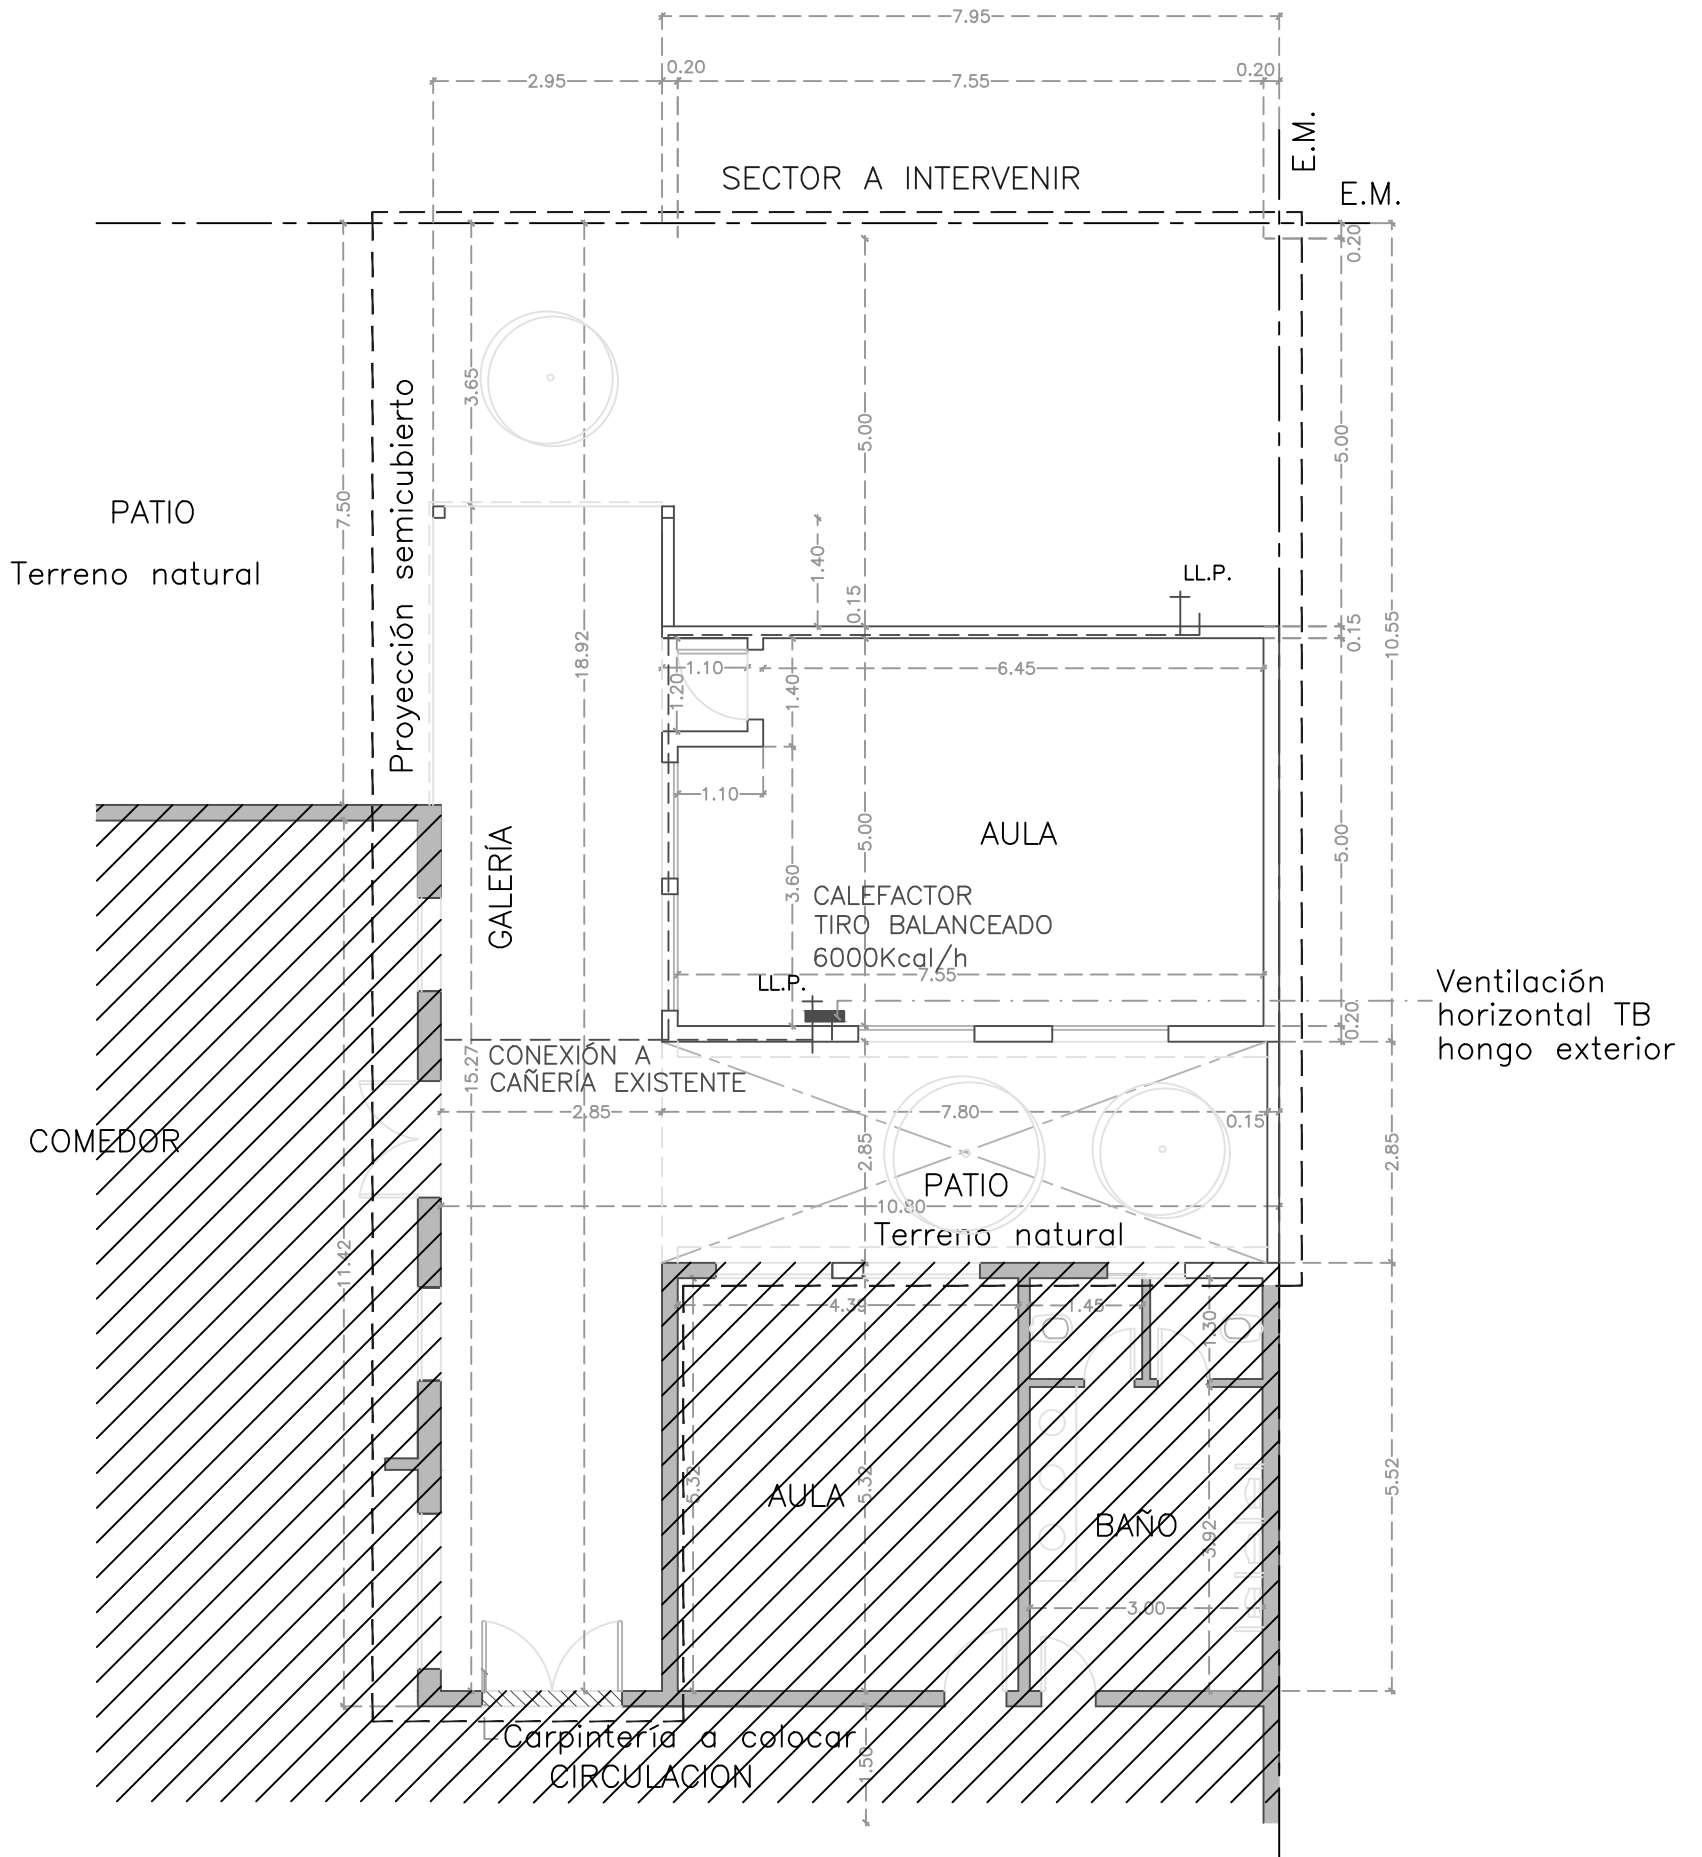 7.95
0.20
2.95
7.55
0.20
E.M.
SECTOR A INTERVENIR
E.M.
0.20
3.65
5.00
5.00
Proyección semicubierto
7.50
PATIO
Terreno natural
1.40
0.15
LL.P.
18.92
0.15
10.55
1.10
6.45
1.20
1.40
1.10
GALERÍA
5.00
AULA
5.00
3.60
CALEFACTOR
TIRO BALANCEADO
6000Kcal/h
7.55
LL.P.
Ventilación
horizontal TB
hongo exterior
0.20
CONEXIÓN A
CAÑERÍA EXISTENTE
15.27
2.85
7.80
0.15
COMEDOR
2.85
2.85
PATIO
10.80
Terreno natural
11.42
4.39
1.45
1.30
5.32
5.32
AULA
BAÑO
3.92
5.52
3.00
Carpintería a colocar
CIRCULACION
1.50